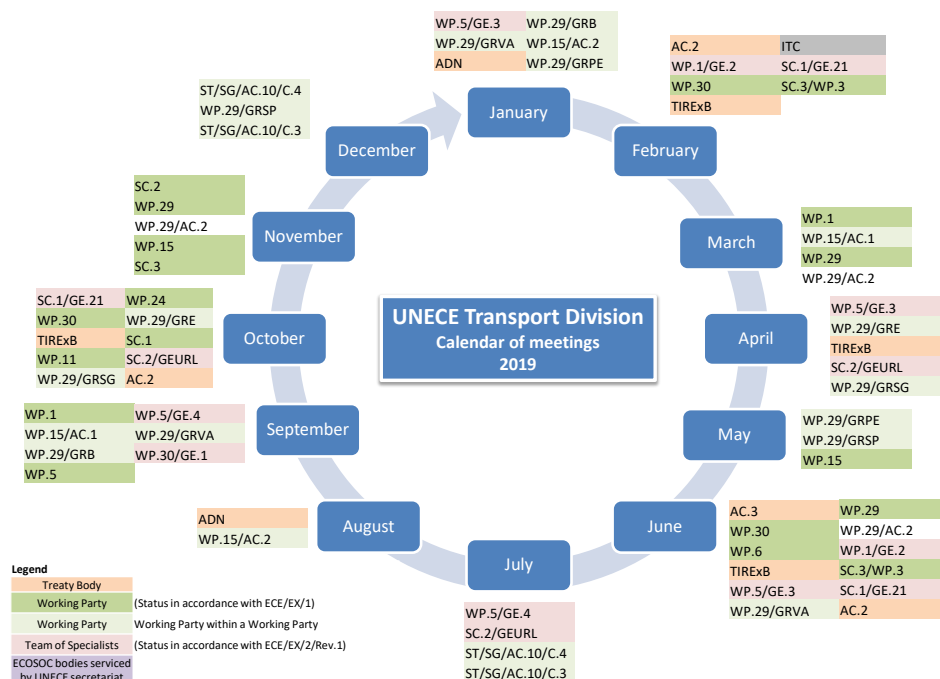 WP.5/GE.3 WP.29/GRB
WP.29/GRVA WP.15/AC.2
ADN WP.29/GRPE
January
AC.2 ITC
WP.1/GE.2 SC.1/GE.21
WP.30 SC.3/WP.3
TIRExB
February
WP.1
WP.15/AC.1
WP.29
WP.29/AC.2
March
WP.5/GE.3
WP.29/GRE
TIRExB
SC.2/GEURL
WP.29/GRSG
April
WP.29/GRPE
WP.29/GRSP
WP.15
May
AC.3 WP.29
WP.30 WP.29/AC.2
WP.6 WP.1/GE.2
TIRExB SC.3/WP.3
WP.5/GE.3 SC.1/GE.21
WP.29/GRVA AC.2
June
July
WP.5/GE.4
SC.2/GEURL
ST/SG/AC.10/C.4
ST/SG/AC.10/C.3
ADN
WP.15/AC.2
August
WP.1 WP.5/GE.4
WP.15/AC.1 WP.29/GRVA
WP.29/GRB WP.30/GE.1
WP.5
September
SC.1/GE.21 WP.24
WP.30 WP.29/GRE
TIRExB SC.1
WP.11 SC.2/GEURL
WP.29/GRSG AC.2
October
SC.2
WP.29
WP.29/AC.2
WP.15
SC.3
November
ST/SG/AC.10/C.4
WP.29/GRSP
ST/SG/AC.10/C.3
December
UNECE Transport Division
Calendar of meetings
2019
Legend
Treaty Body
Working Party (Status in accordance with ECE/EX/1)
Working Party Working Party within a Working Party
Team of Specialists (Status in accordance with ECE/EX/2/Rev.1)
ECOSOC bodies serviced
by UNECE secretariat